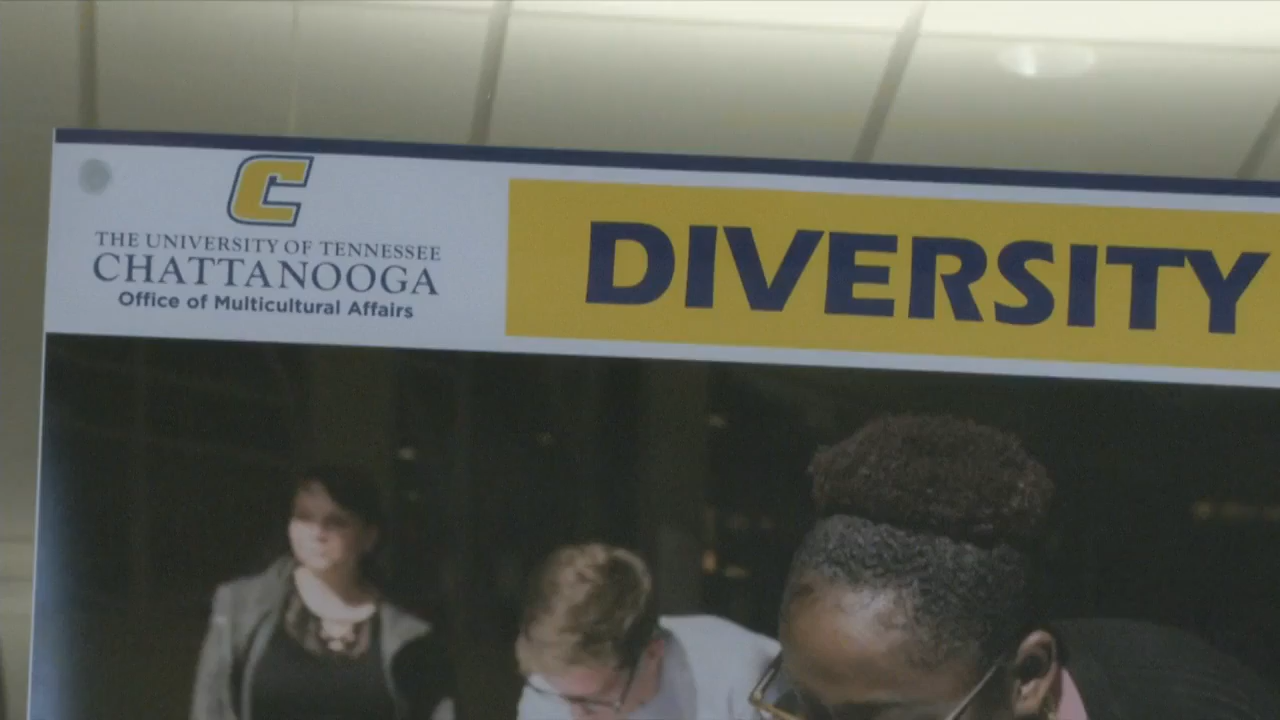 C
THE UNIVERSITY OF TENNESSEE
CHATTANOOGA
Office of Multicultural Affairs
DIVERSITY